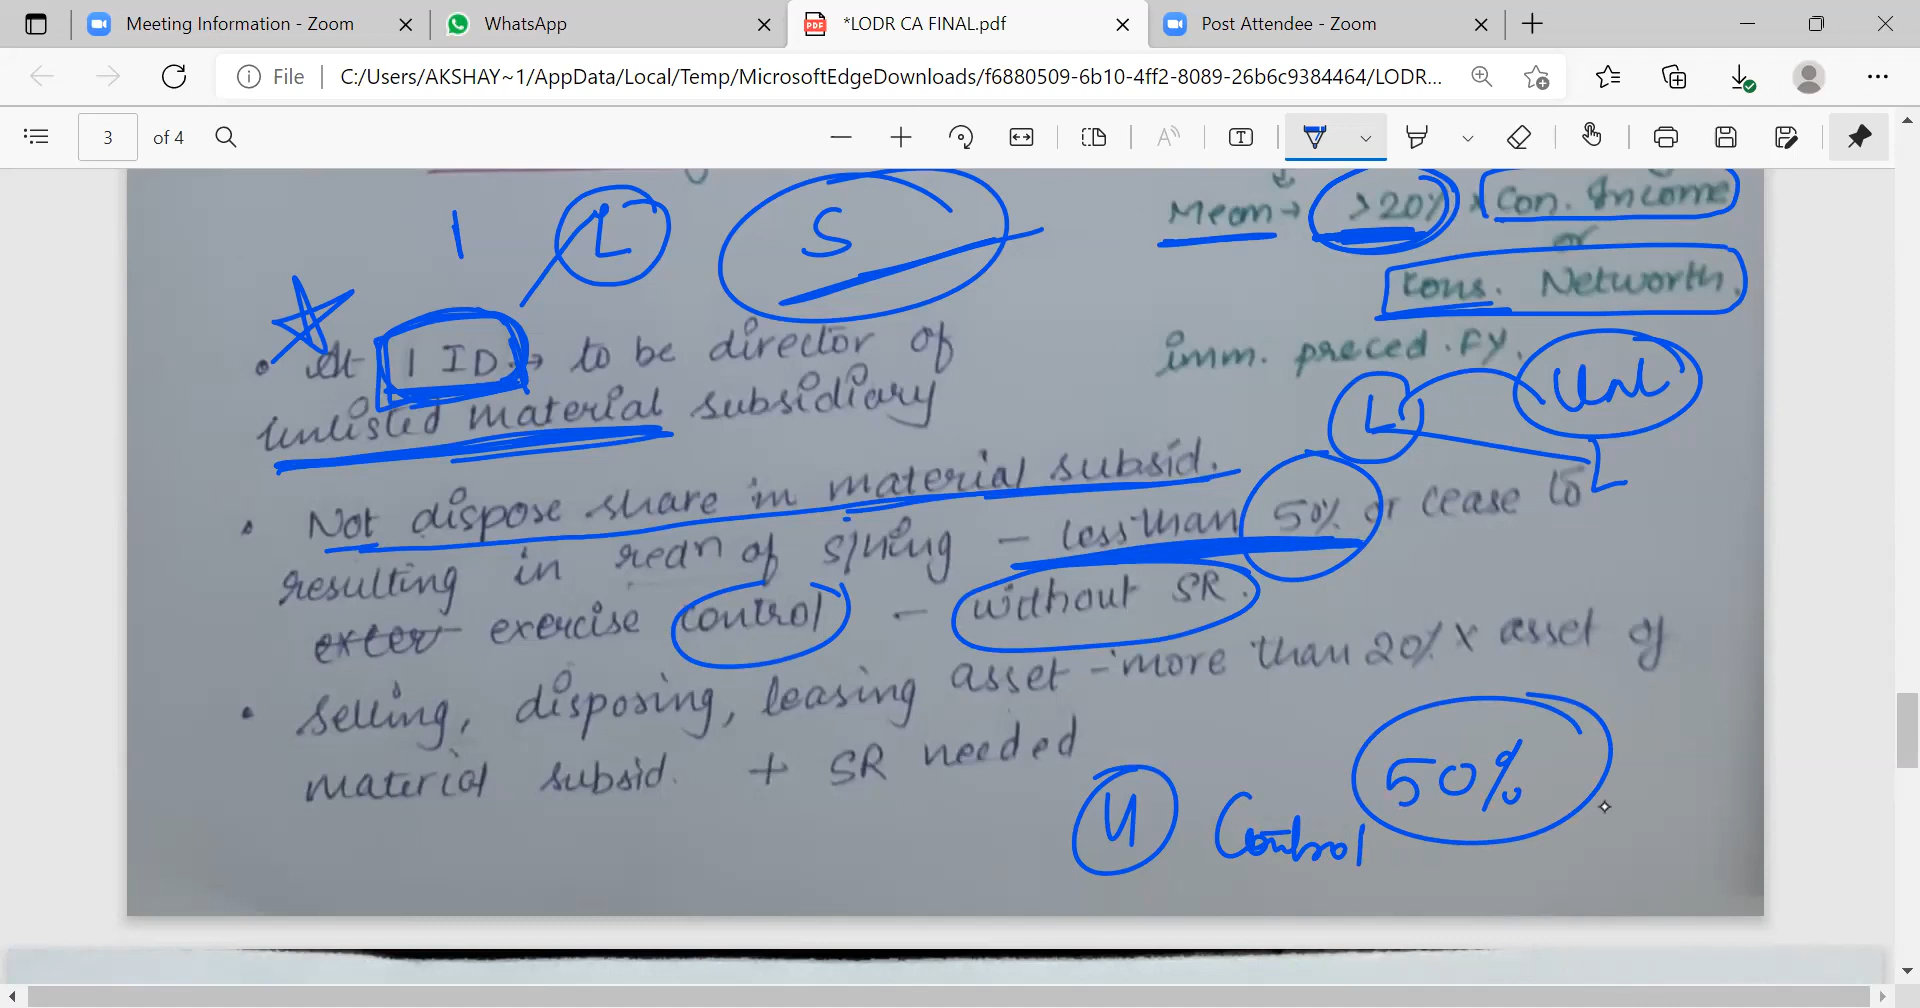 Meeting Information - Zoom
WhatsApp
*LODR CA FINAL.pdf
Post Attendee - Zoom
File
C:/Users/AKSHAY~1/AppData/Local/Temp/MicrosoftEdgeDownloads/f6880509-6b10-4ff2-8089-26b6c9384464/LODR...
3 of 4
1 L S
Mean → >20% x Con. Income
or
Cons. Networth.
imm. preced. FY.
At 1 ID → to be director of
unlisted material subsidiary
L Unl
L
• Not dispose share in material subsid.
resulting in redn of s/hing - less than 50% or cease to
exter exercise control - without SR.
• selling, disposing, leasing asset - more than 20% x asset of
material subsid. + SR needed
U Control 50%